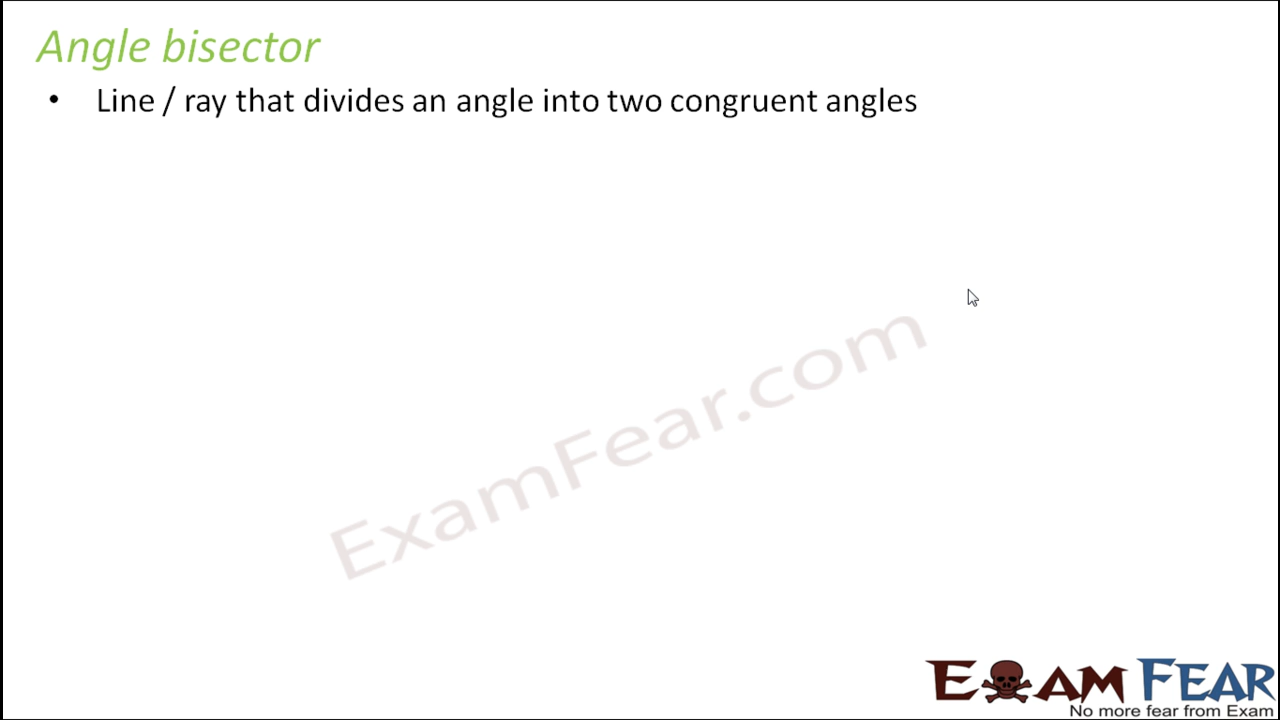 Angle bisector
• Line / ray that divides an angle into two congruent angles
ExamFear.com
EXAM FEAR
No more fear from Exam